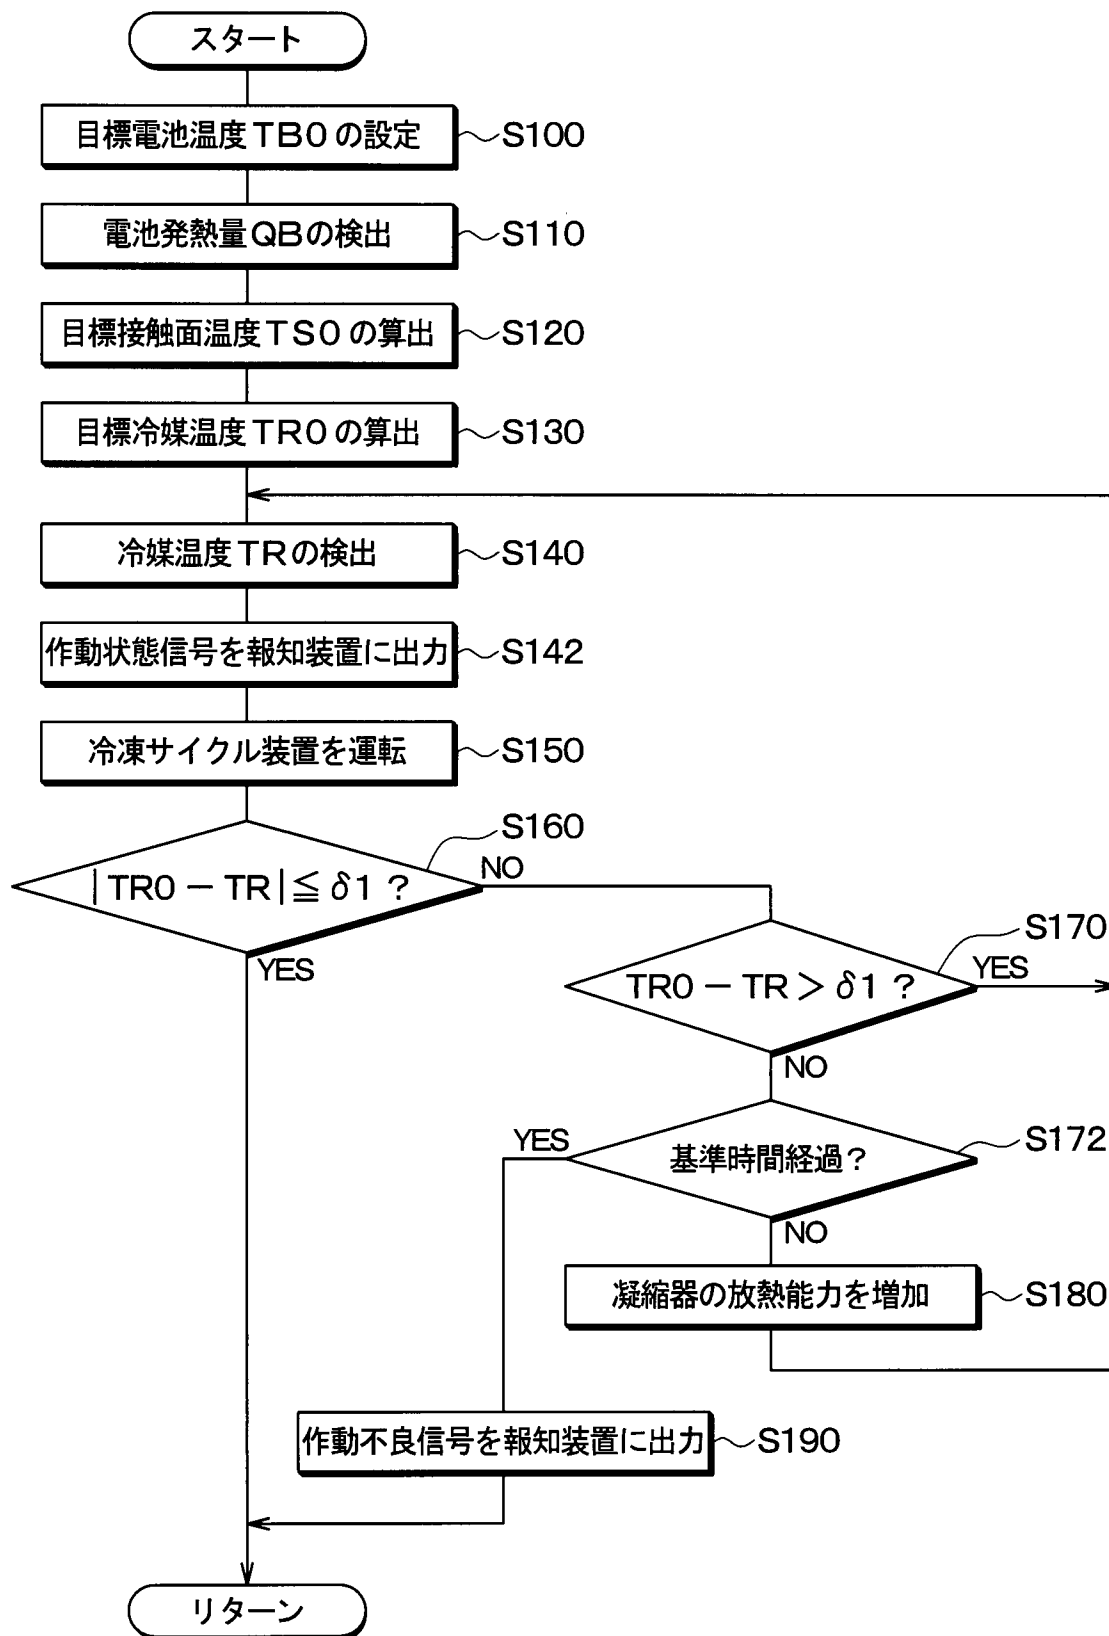 スタート
目標電池温度TBOの設定
S100
電池発熱量QBの検出
S110
目標接触面温度TSOの算出
S120
目標冷媒温度TROの算出
S130
冷媒温度TRの検出
S140
作動状態信号を報知装置に出力
S142
冷凍サイクル装置を運転
S150
S160
|TRO－TR|≦δ1？
NO
YES
S170
TRO－TR＞δ1？
YES
NO
S172
YES
基準時間経過？
NO
凝縮器の放熱能力を増加
S180
作動不良信号を報知装置に出力
S190
リターン